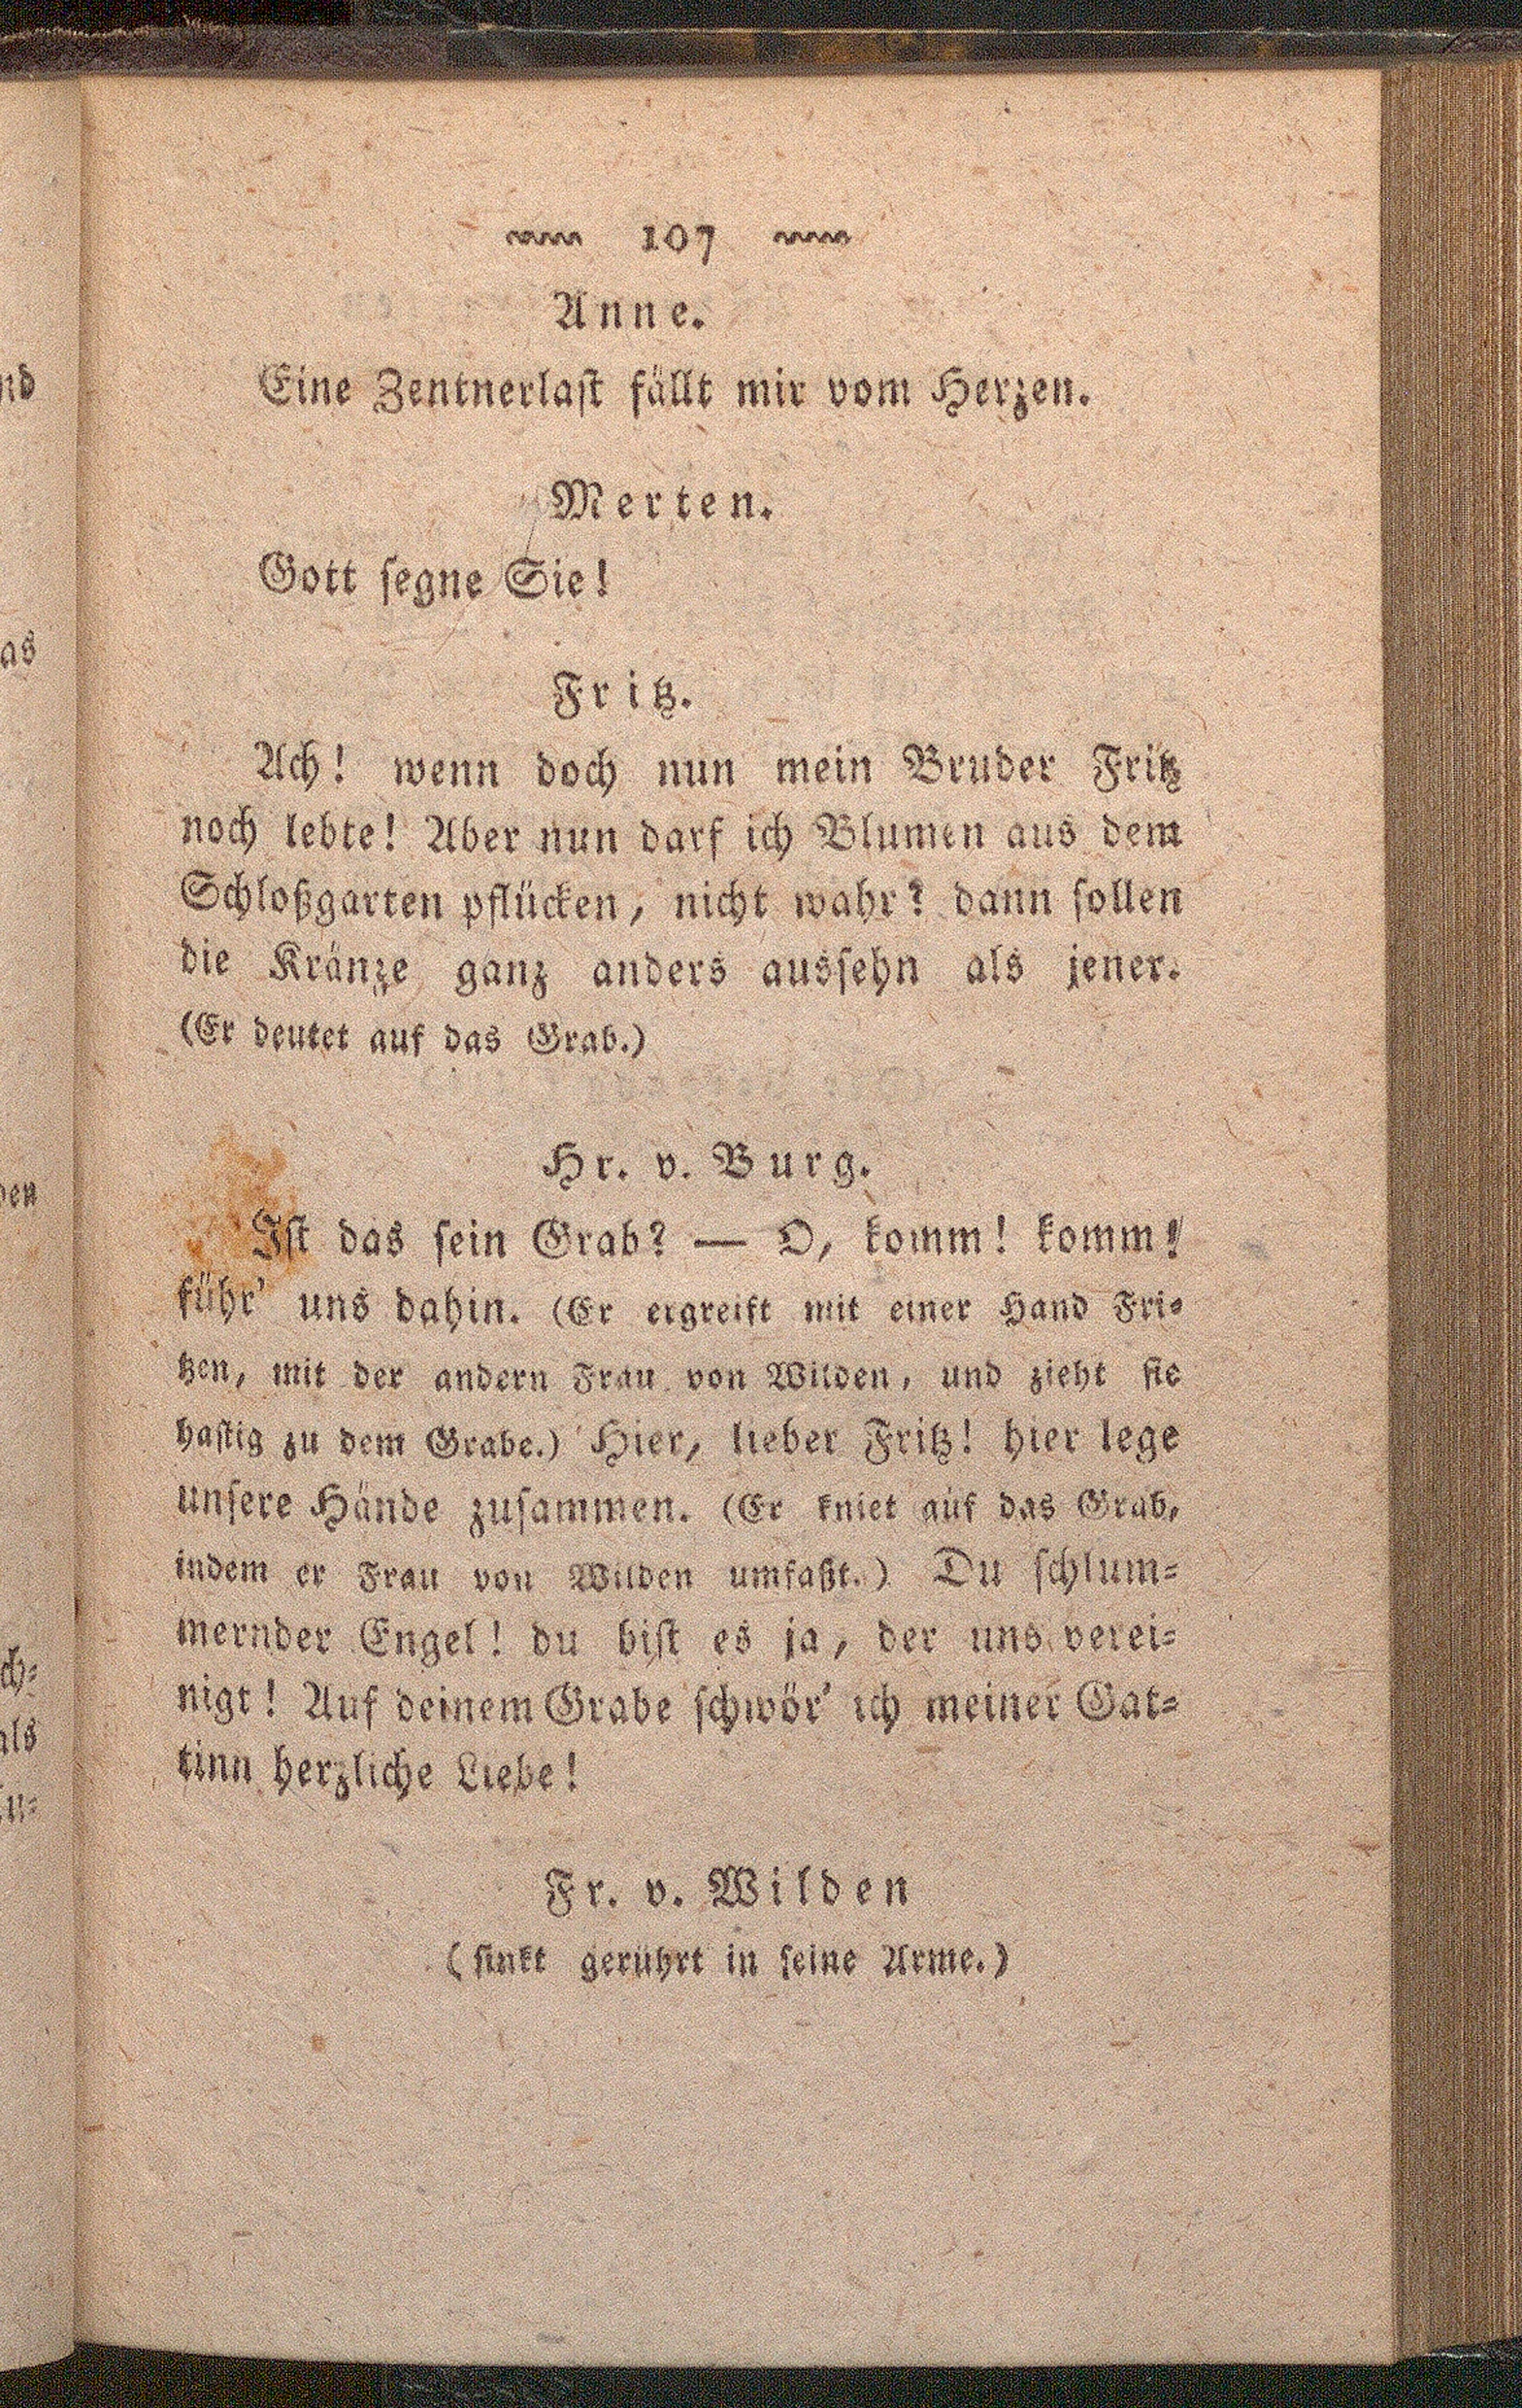 107
Anne.
Eine Zentnerlaſt fällt mir vom Herzen.
Merten.
Gott ſegne Sie!
Fritz.
Ach! wenn doch nun mein Bruder Fritz
noch lebte! Aber nun darf ich Blumen aus dem
Schloßgarten pflücken, nicht wahr? dann ſollen
die Kränze ganz anders ausſehn als jener.
(Er deutet auf das Grab.)
Hr. v. Burg.
Iſt das ſein Grab? — O, komm! komm!
führ' uns dahin. (Er ergreift mit einer Hand Fri-
tzen, mit der andern Frau von Wilden, und zieht ſie
haſtig zu dem Grabe.) Hier, lieber Fritz! hier lege
unſere Hände zuſammen. (Er kniet auf das Grab,
indem er Frau von Wilden umfaßt.) Du ſchlum-
mernder Engel! du biſt es ja, der uns verei-
nigt! Auf deinem Grabe ſchwör' ich meiner Gat-
tinn herzliche Liebe!
Fr. v. Wilden
(ſinkt gerührt in ſeine Arme.)